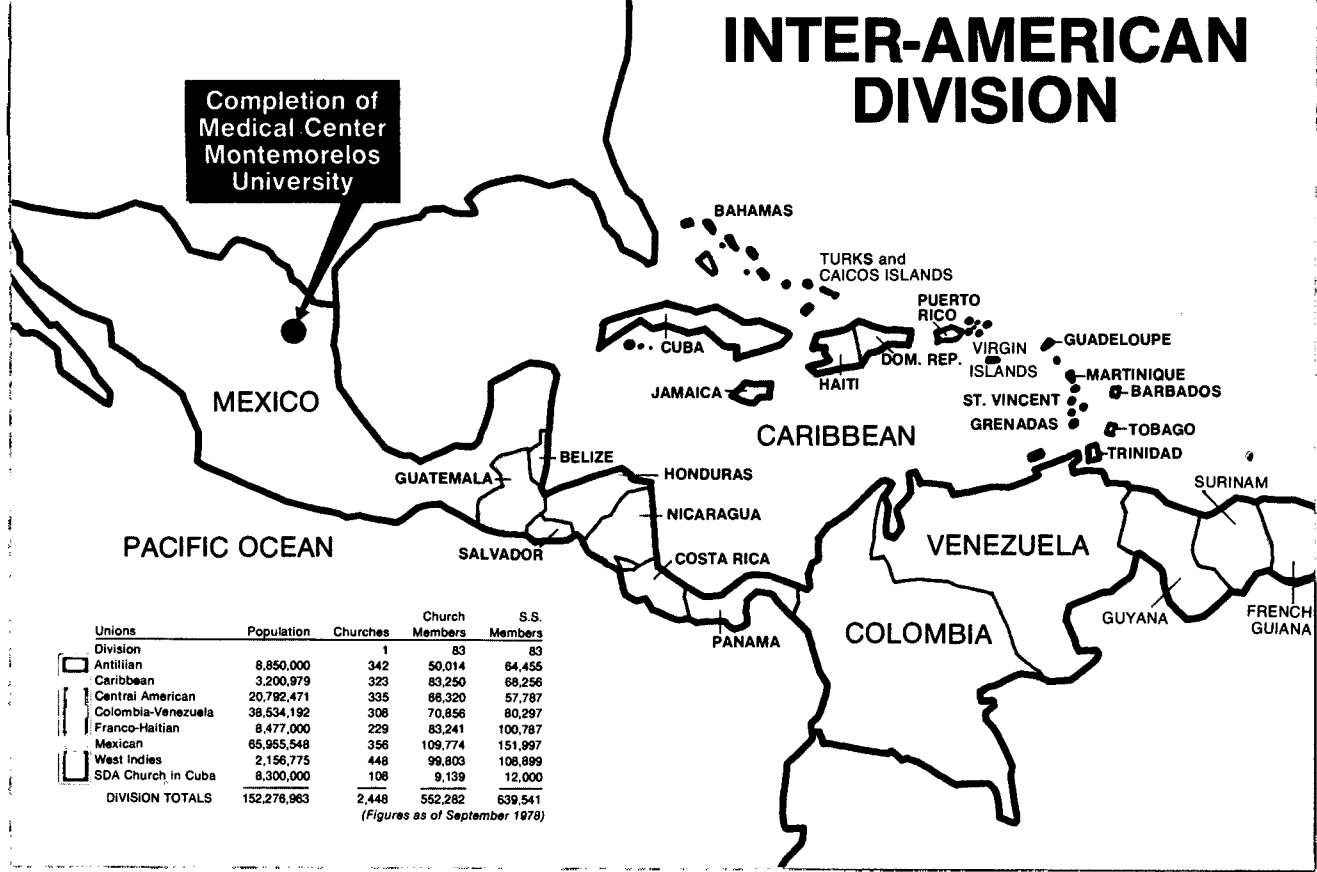 INTER-AMERICAN
DIVISION
Completion of
Medical Center
Montemorelos
University
BAHAMAS
TURKS and
CAICOS ISLANDS
PUERTO
RICO
CUBA
DOM. REP.
VIRGIN
ISLANDS
GUADELOUPE
HAITI
JAMAICA
MARTINIQUE
BARBADOS
ST. VINCENT
GRENADAS
MEXICO
CARIBBEAN
TOBAGO
TRINIDAD
BELIZE
GUATEMALA
HONDURAS
SURINAM
NICARAGUA
PACIFIC OCEAN
SALVADOR
COSTA RICA
VENEZUELA
GUYANA
FRENCH
GUIANA
PANAMA
COLOMBIA
Unions Population Churches Church Members S.S. Members
Division 1 83 83
Antillian 8,850,000 342 50,014 64,455
Caribbean 3,200,979 323 83,250 68,256
Central American 20,792,471 335 66,320 57,787
Colombia-Venezuela 38,534,192 306 70,856 80,297
Franco-Haitian 8,477,000 229 83,241 100,787
Mexican 65,955,548 356 109,774 151,997
West Indies 2,156,775 448 99,803 108,899
SDA Church in Cuba 8,300,000 108 9,139 12,000
DIVISION TOTALS 152,276,963 2,448 552,282 639,541
(Figures as of September 1978)